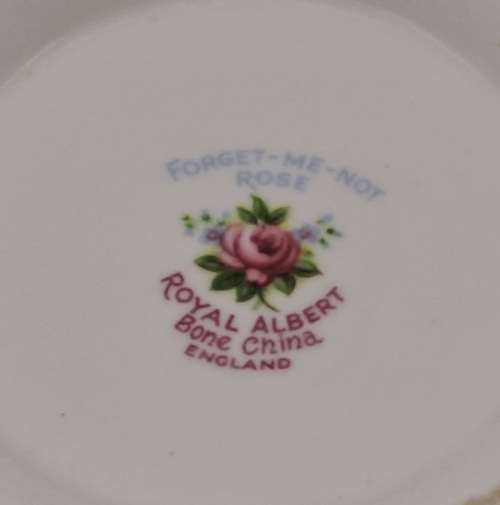 FORGET-ME-NOT
ROSE
ROYAL ALBERT
Bone China
ENGLAND